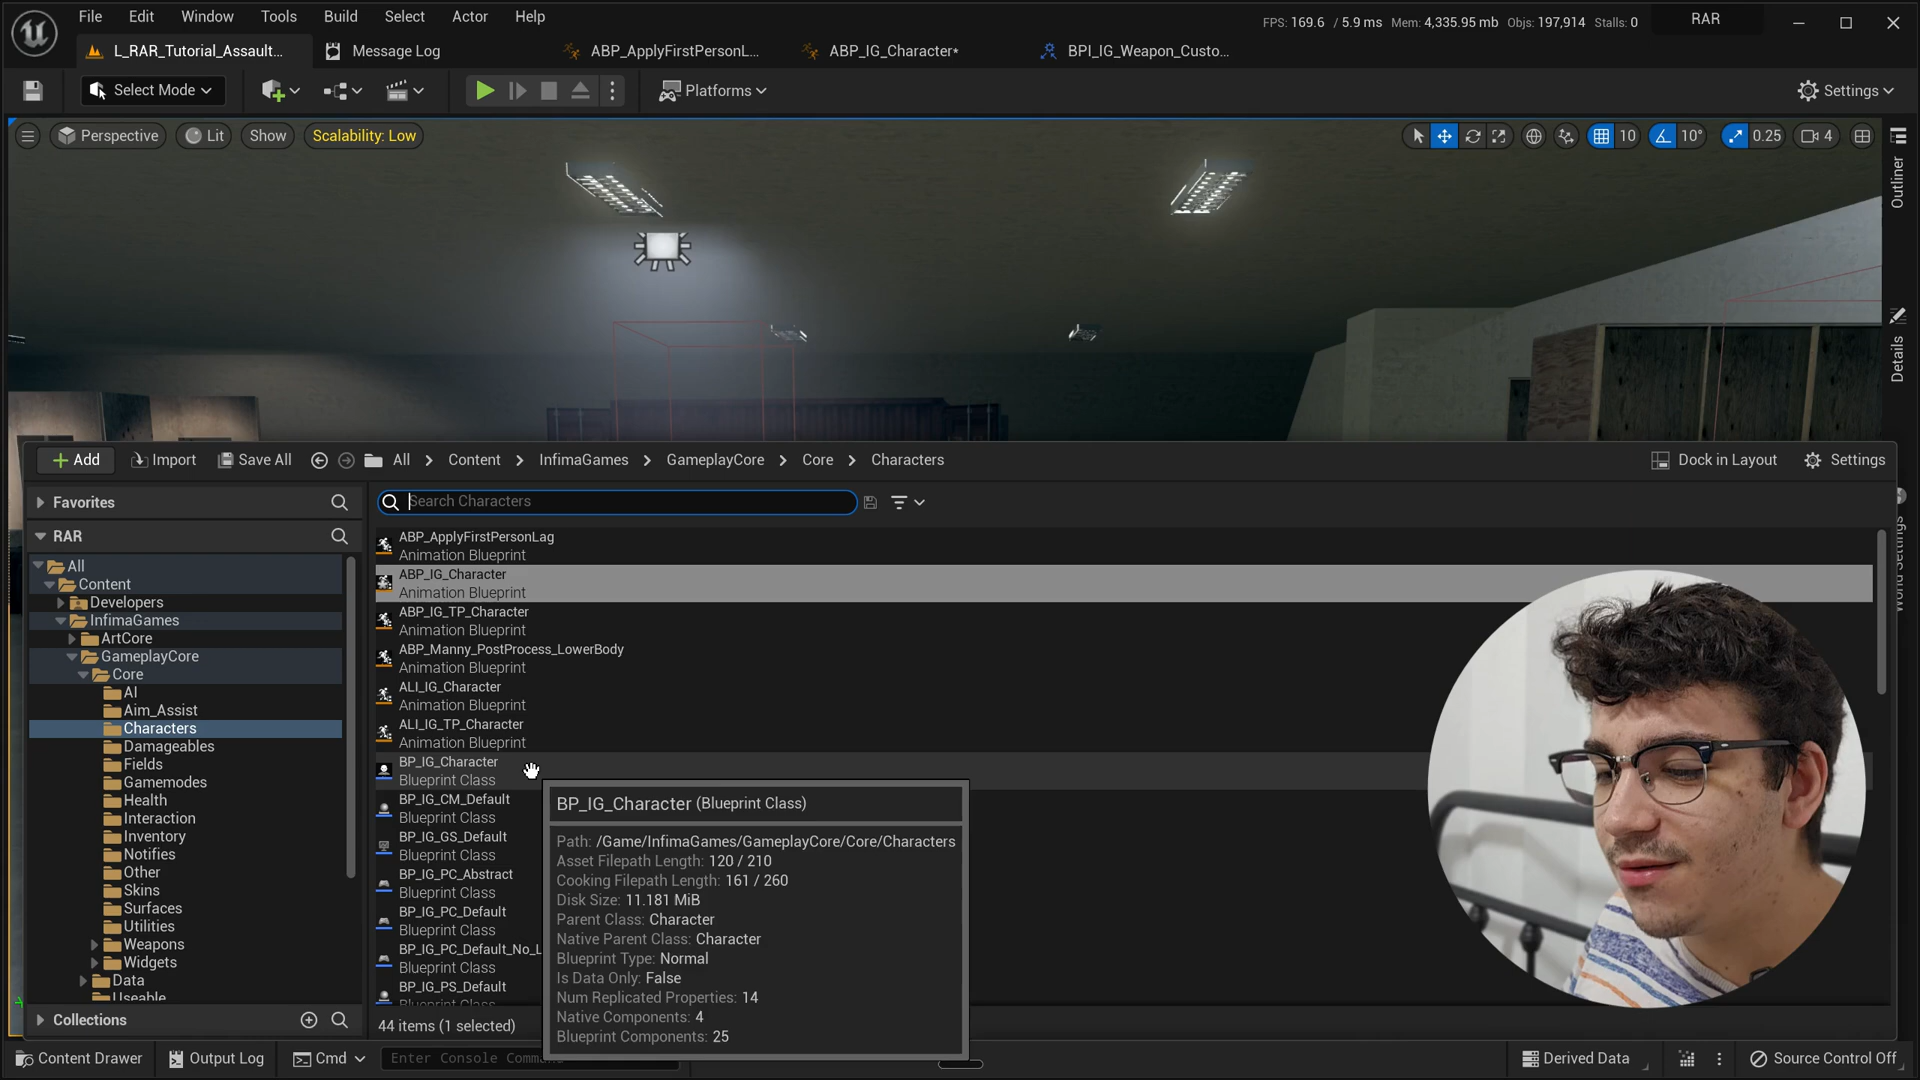 File Edit Window Tools Build Select Actor Help
FPS: 169.6 / 5.9 ms Mem: 4,335.95 mb Objs: 197,914 Stalls: 0
RAR
L_RAR_Tutorial_Assault...
Message Log
ABP_ApplyFirstPersonL...
ABP_IG_Character*
BPI_IG_Weapon_Custo...
Select Mode
Platforms
Settings
Perspective
Lit
Show
Scalability: Low
10
10°
0.25
4
Outliner
Details
Add
Import
Save All
All > Content > InfimaGames > GameplayCore > Core > Characters
Dock in Layout
Settings
Favorites
Search Characters
RAR
All
Content
Developers
InfimaGames
ArtCore
GameplayCore
Core
AI
Aim_Assist
Characters
Damageables
Fields
Gamemodes
Health
Interaction
Inventory
Notifies
Other
Skins
Surfaces
Utilities
Weapons
Widgets
Data
Useable
Collections
ABP_ApplyFirstPersonLag
Animation Blueprint
ABP_IG_Character
Animation Blueprint
ABP_IG_TP_Character
Animation Blueprint
ABP_Manny_PostProcess_LowerBody
Animation Blueprint
ALI_IG_Character
Animation Blueprint
ALI_IG_TP_Character
Animation Blueprint
BP_IG_Character
Blueprint Class
BP_IG_CM_Default
Blueprint Class
BP_IG_GS_Default
Blueprint Class
BP_IG_PC_Abstract
Blueprint Class
BP_IG_PC_Default
Blueprint Class
BP_IG_PC_Default_No_L
Blueprint Class
BP_IG_PS_Default
Blueprint Class
44 items (1 selected)
BP_IG_Character (Blueprint Class)
Path: /Game/InfimaGames/GameplayCore/Core/Characters
Asset Filepath Length: 120 / 210
Cooking Filepath Length: 161 / 260
Disk Size: 11.181 MiB
Parent Class: Character
Native Parent Class: Character
Blueprint Type: Normal
Is Data Only: False
Num Replicated Properties: 14
Native Components: 4
Blueprint Components: 25
Content Drawer
Output Log
Cmd
Enter Console Comma
Derived Data
Source Control Off